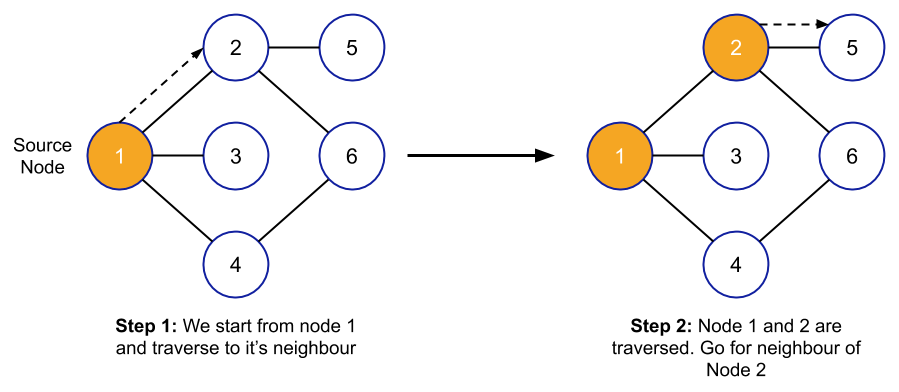 2
5
Source
Node
1
3
6
4
Step 1: We start from node 1
and traverse to it's neighbour
2
5
1
3
6
4
Step 2: Node 1 and 2 are
traversed. Go for neighbour of
Node 2